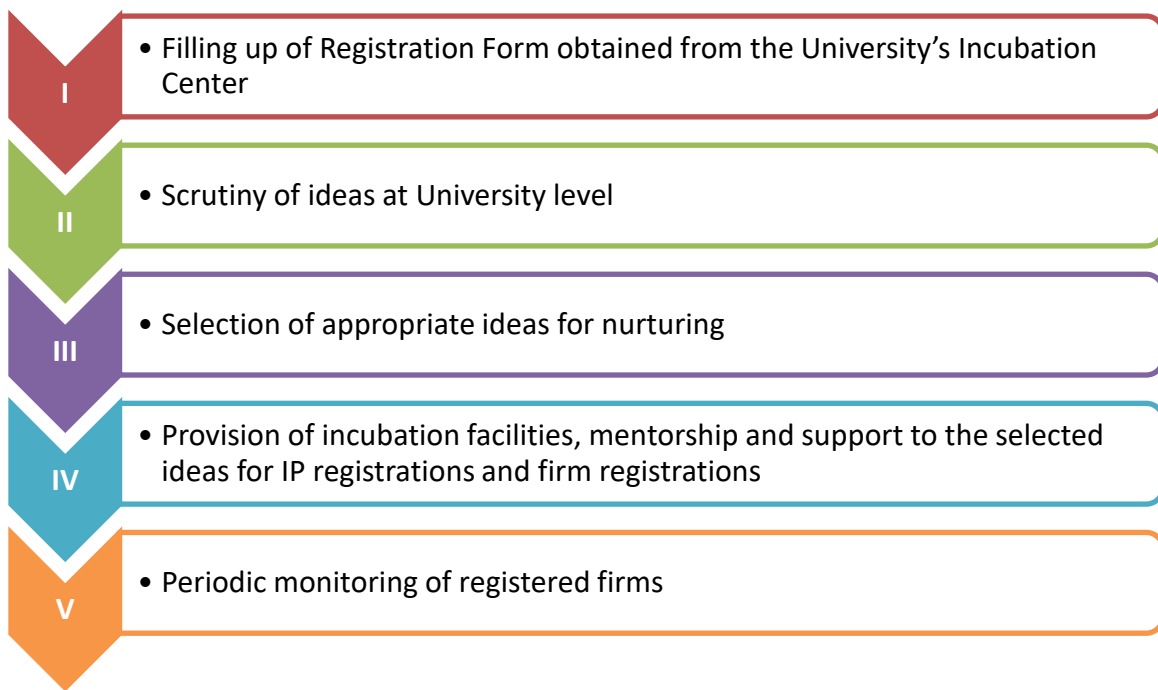 I
• Filling up of Registration Form obtained from the University’s Incubation
Center
II
• Scrutiny of ideas at University level
III
• Selection of appropriate ideas for nurturing
IV
• Provision of incubation facilities, mentorship and support to the selected
ideas for IP registrations and firm registrations
V
• Periodic monitoring of registered firms